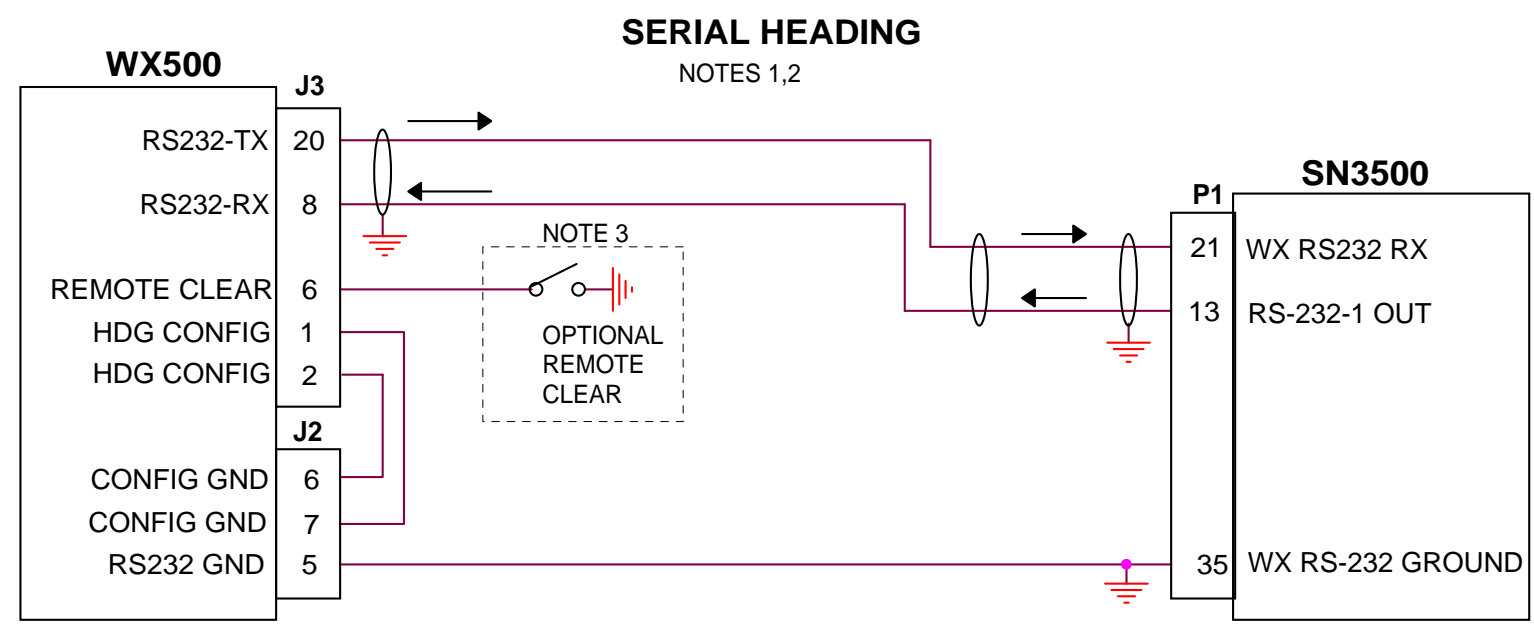 SERIAL HEADING
NOTES 1,2
WX500
J3
RS232-TX 20
RS232-RX 8
REMOTE CLEAR 6
HDG CONFIG 1
HDG CONFIG 2
J2
CONFIG GND 6
CONFIG GND 7
RS232 GND 5
NOTE 3
OPTIONAL
REMOTE
CLEAR
SN3500
P1
21 WX RS232 RX
13 RS-232-1 OUT
35 WX RS-232 GROUND